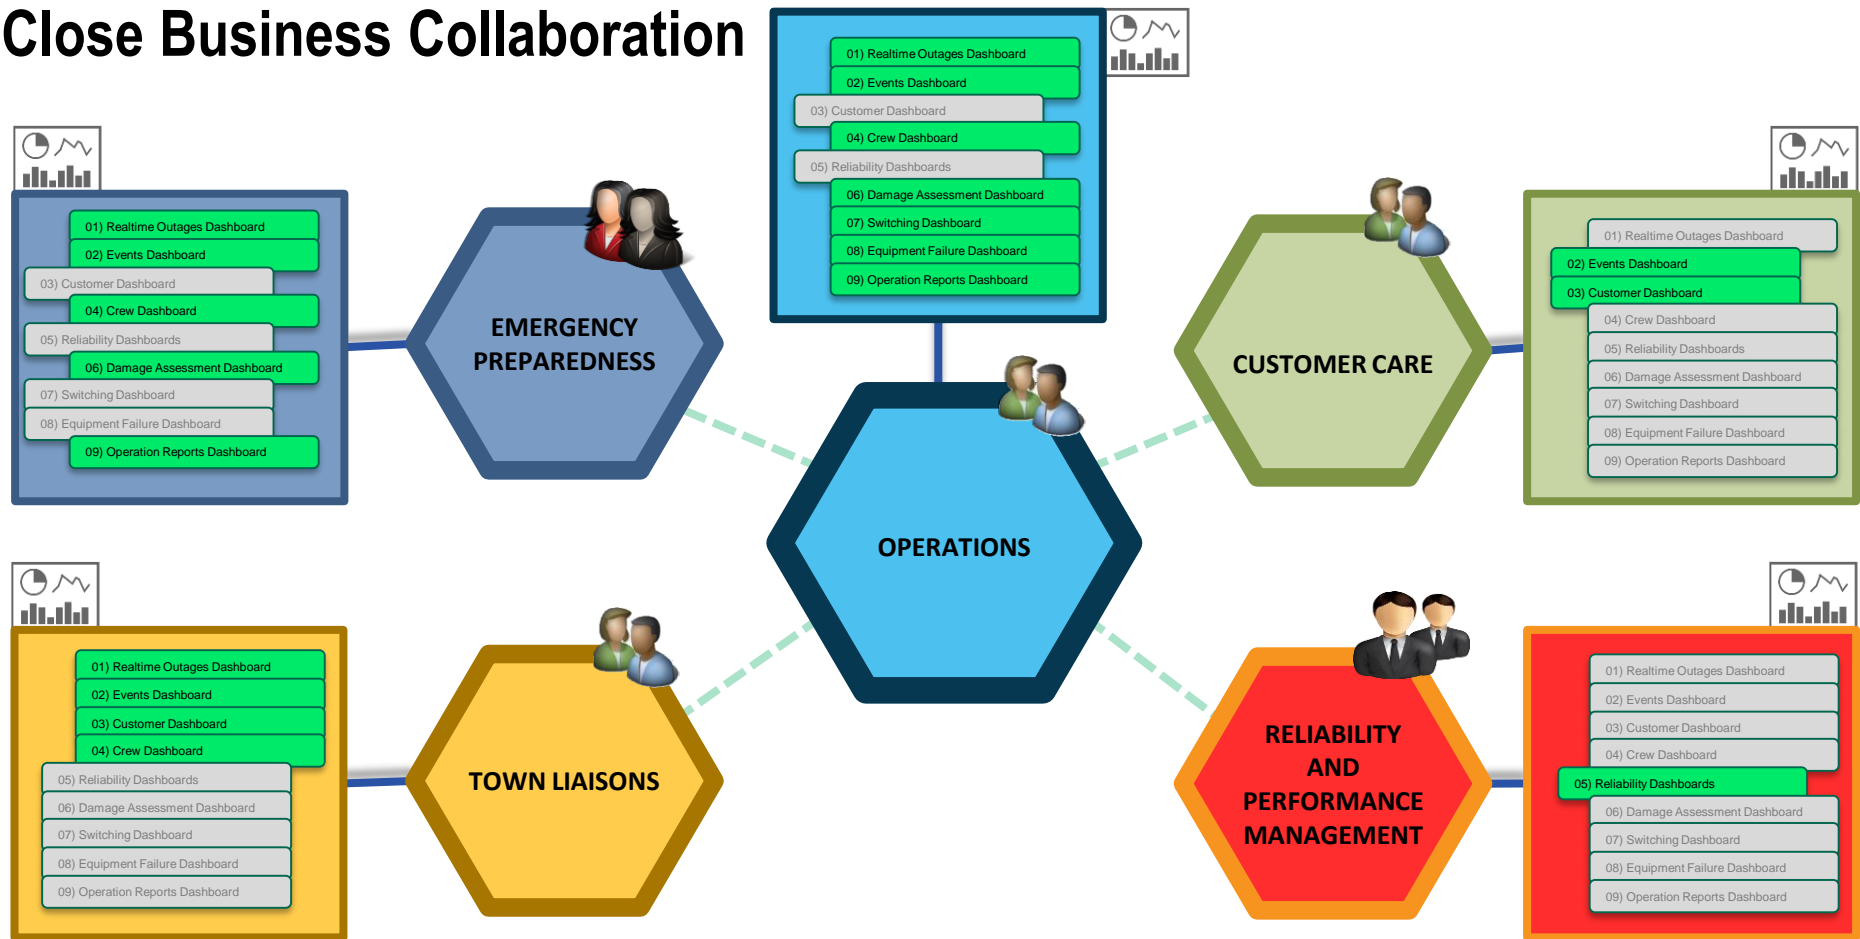 Close Business Collaboration
01) Realtime Outages Dashboard
02) Events Dashboard
03) Customer Dashboard
04) Crew Dashboard
05) Reliability Dashboards
06) Damage Assessment Dashboard
07) Switching Dashboard
08) Equipment Failure Dashboard
09) Operation Reports Dashboard
01) Realtime Outages Dashboard
02) Events Dashboard
03) Customer Dashboard
04) Crew Dashboard
05) Reliability Dashboards
06) Damage Assessment Dashboard
07) Switching Dashboard
08) Equipment Failure Dashboard
09) Operation Reports Dashboard
EMERGENCY
PREPAREDNESS
CUSTOMER CARE
01) Realtime Outages Dashboard
02) Events Dashboard
03) Customer Dashboard
04) Crew Dashboard
05) Reliability Dashboards
06) Damage Assessment Dashboard
07) Switching Dashboard
08) Equipment Failure Dashboard
09) Operation Reports Dashboard
OPERATIONS
01) Realtime Outages Dashboard
02) Events Dashboard
03) Customer Dashboard
04) Crew Dashboard
05) Reliability Dashboards
06) Damage Assessment Dashboard
07) Switching Dashboard
08) Equipment Failure Dashboard
09) Operation Reports Dashboard
TOWN LIAISONS
RELIABILITY
AND
PERFORMANCE
MANAGEMENT
01) Realtime Outages Dashboard
02) Events Dashboard
03) Customer Dashboard
04) Crew Dashboard
05) Reliability Dashboards
06) Damage Assessment Dashboard
07) Switching Dashboard
08) Equipment Failure Dashboard
09) Operation Reports Dashboard